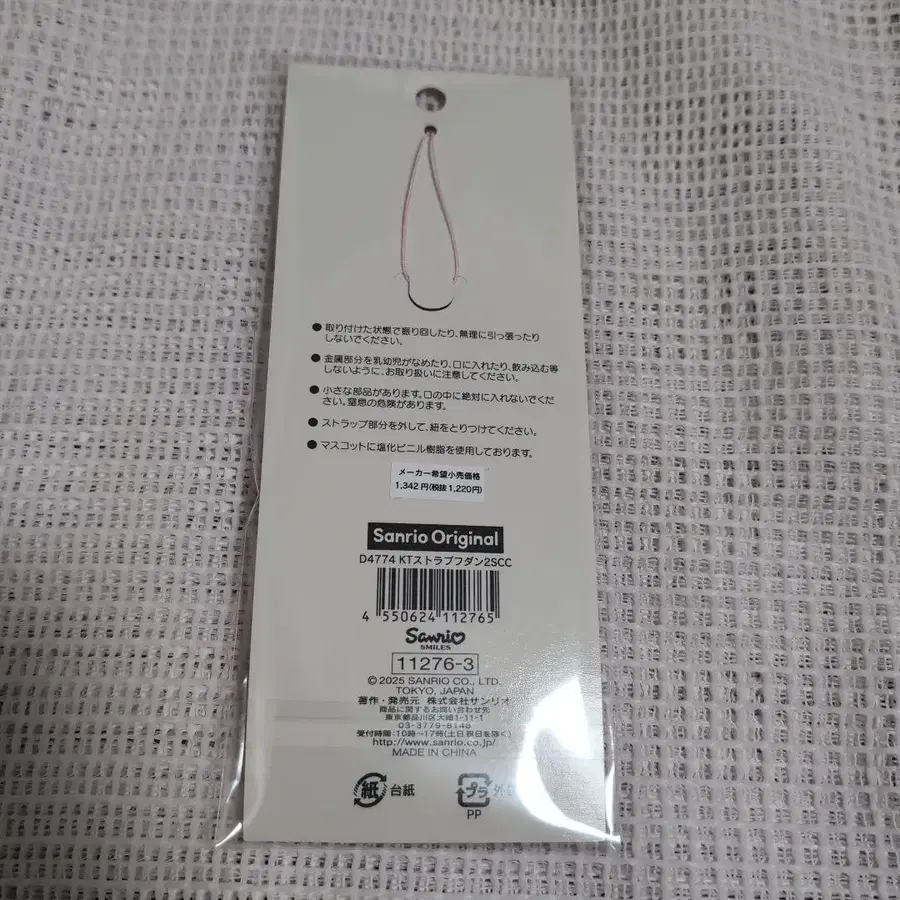 ● 取り付けた状態で振り回したり、無理に引っ張ったり
しないでください。
● 金属部分を乳幼児がなめたり、口に入れたり、飲み込む等
しないように、お取り扱いに注意してください。
● 小さな部品があります。口の中に絶対に入れないでくだ
さい。窒息の危険があります。
● ストラップ部分を外して、紐をとりつけてください。
● マスコットに塩化ビニル樹脂を使用しております。
メーカー希望小売価格
1,342円(税抜1,220円)
Sanrio Original
D4774 KTストラップフダン2SCC
4 550624 112765
Sanrio
SMILES
11276-3
© 2025 SANRIO CO., LTD.
TOKYO, JAPAN
著作・発売元 株式会社サンリオ
商品に関するお問い合わせ先
東京都品川区大崎1-11-1
03-3779-8148
受付時間:10時〜17時(土日祝日を除く)
http://www.sanrio.co.jp/
MADE IN CHINA
紙 台紙
プラ 外
PP